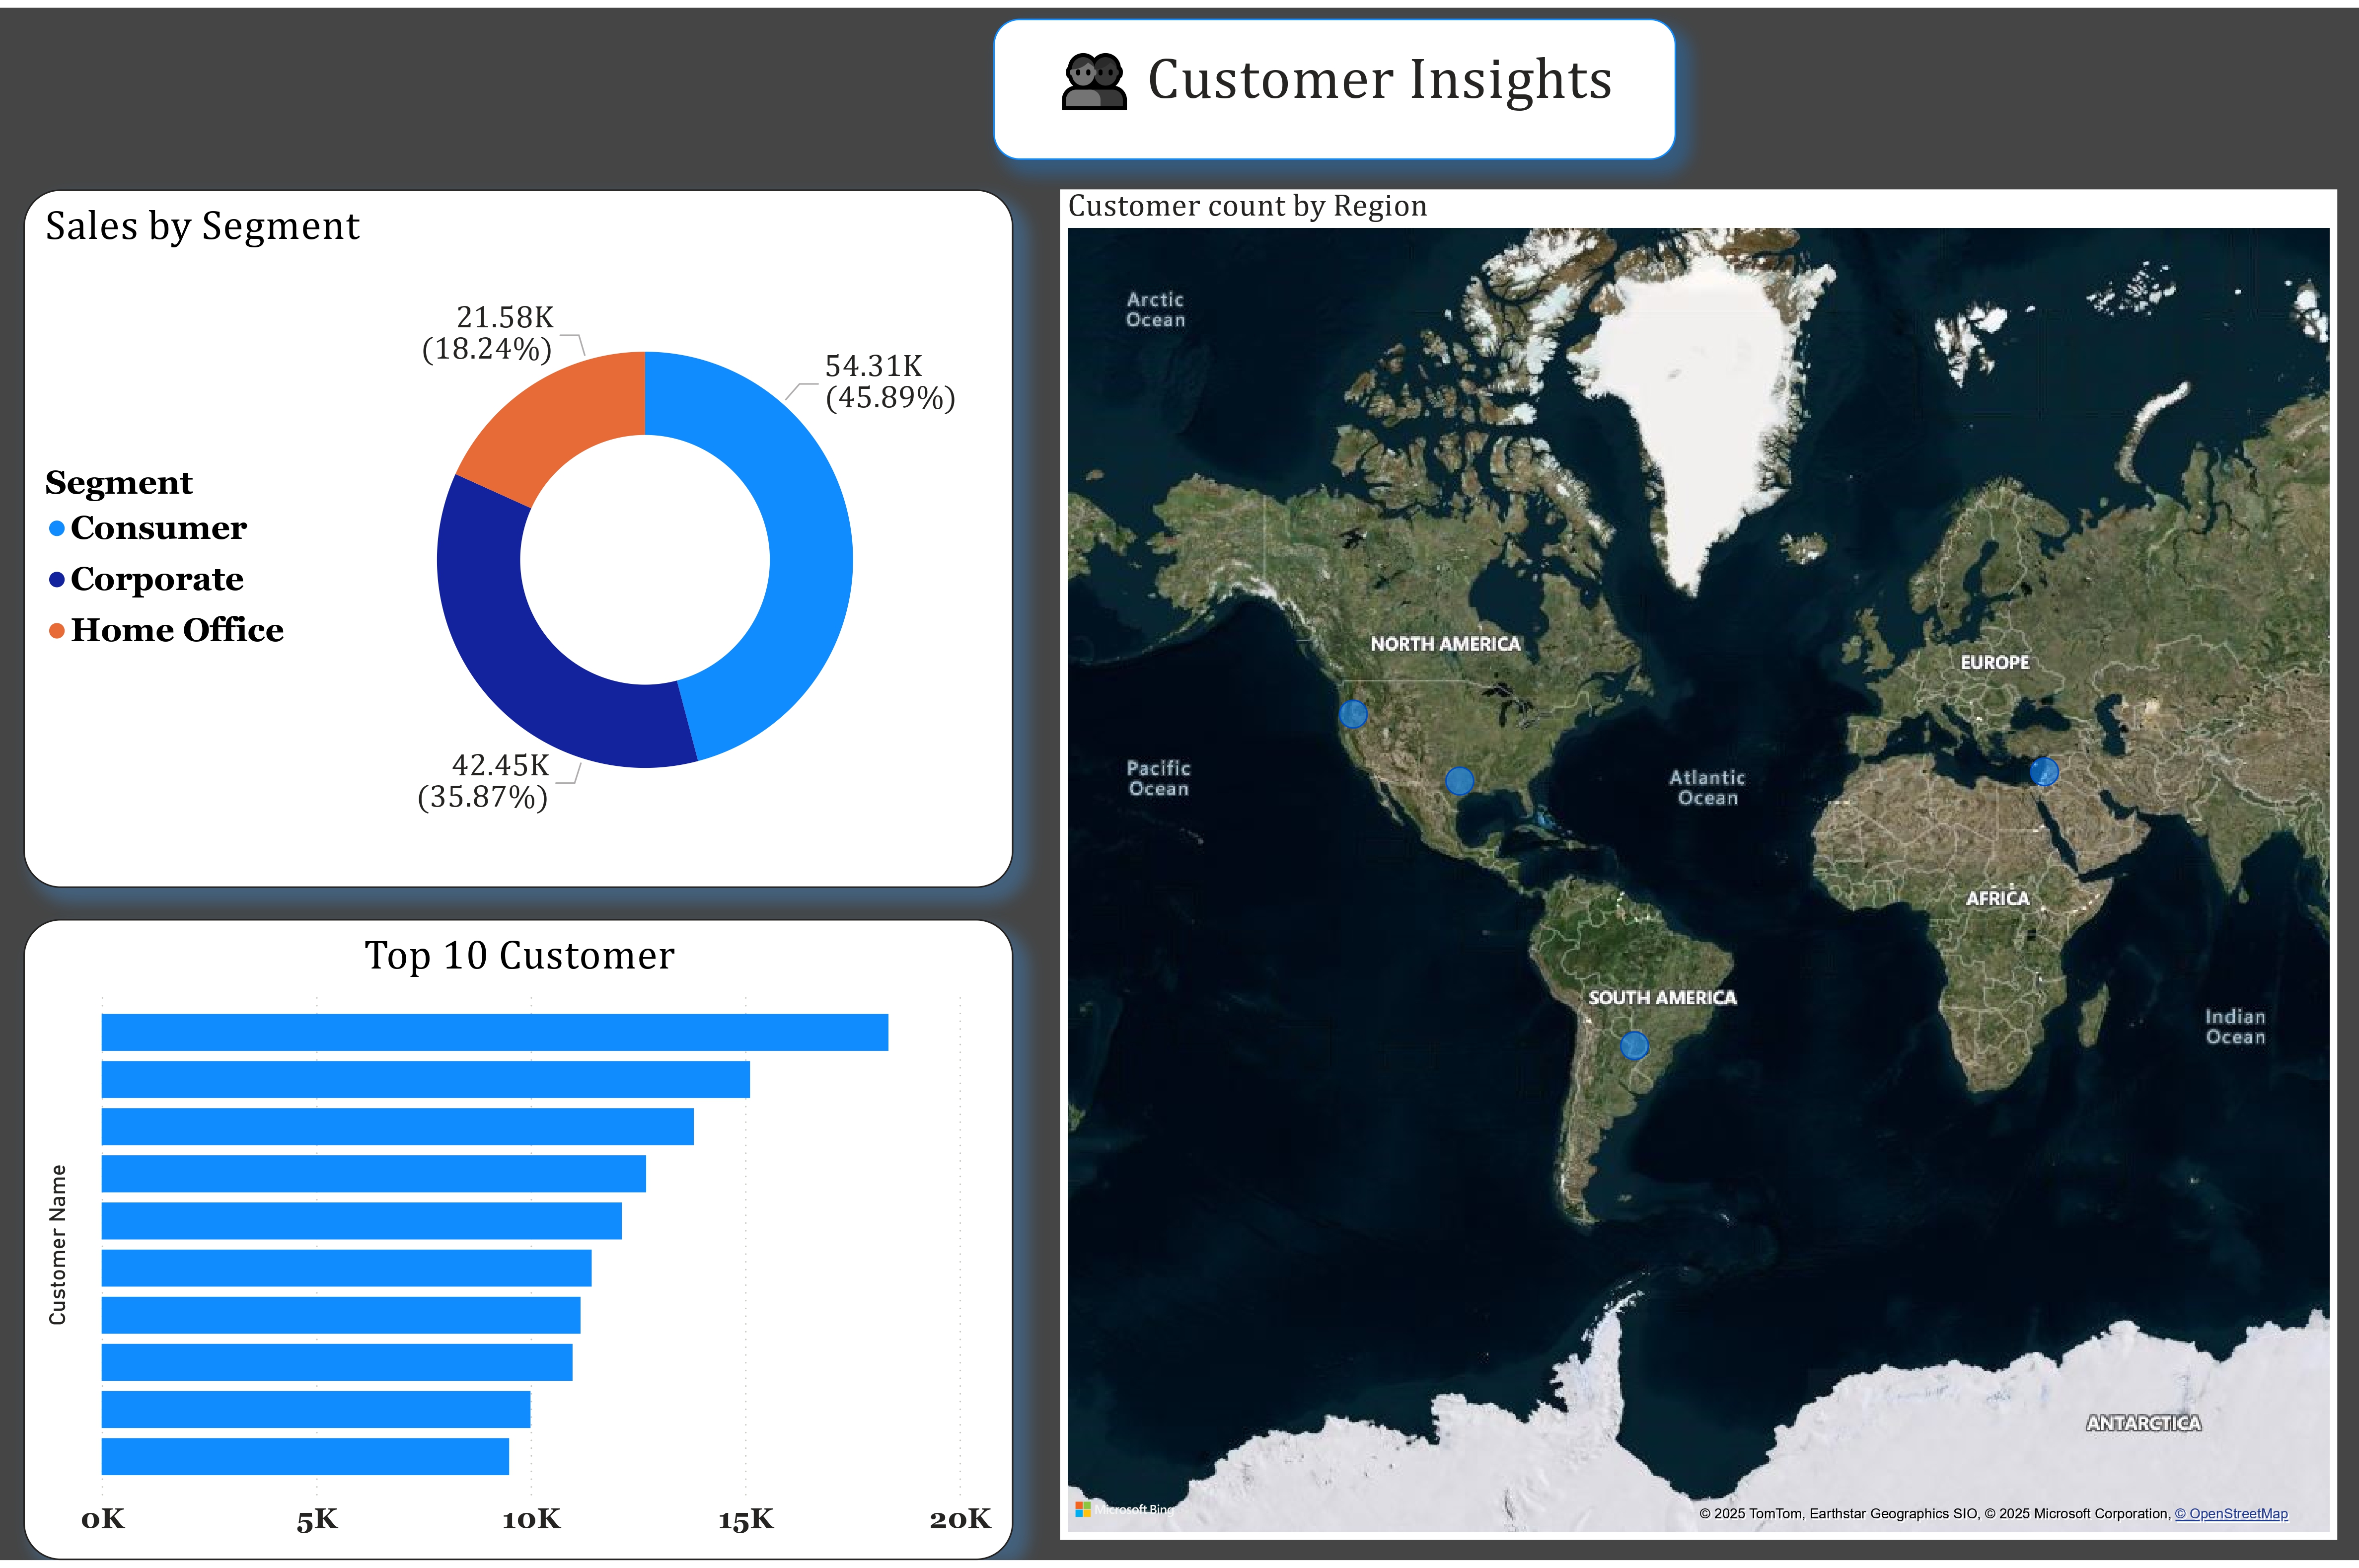 Customer Insights
Sales by Segment
21.58K
(18.24%)
54.31K
(45.89%)
Segment
Consumer
Corporate
Home Office
42.45K
(35.87%)
Top 10 Customer
Customer Name
0K 5K 10K 15K 20K
Customer count by Region
Arctic
Ocean
NORTH AMERICA
EUROPE
Pacific
Ocean
Atlantic
Ocean
AFRICA
SOUTH AMERICA
Indian
Ocean
ANTARCTICA
Microsoft Bing
© 2025 TomTom, Earthstar Geographics SIO, © 2025 Microsoft Corporation, © OpenStreetMap